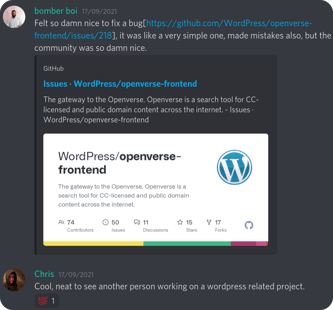 bomber boi 17/09/2021
Felt so damn nice to fix a bug[https://github.com/WordPress/openverse-
frontend/issues/218], it was like a very simple one, made mistakes also, but the
community was so damn nice.
GitHub
Issues · WordPress/openverse-frontend
The gateway to the Openverse. Openverse is a search tool for CC-
licensed and public domain content across the internet. - Issues ·
WordPress/openverse-frontend
WordPress/openverse-
frontend
The gateway to the Openverse. Openverse is a
search tool for CC-licensed and public domain
content across the internet.
74 50 11 15 17
Contributors Issues Discussions Stars Forks
Chris 17/09/2021
Cool, neat to see another person working on a wordpress related project.
💯 1